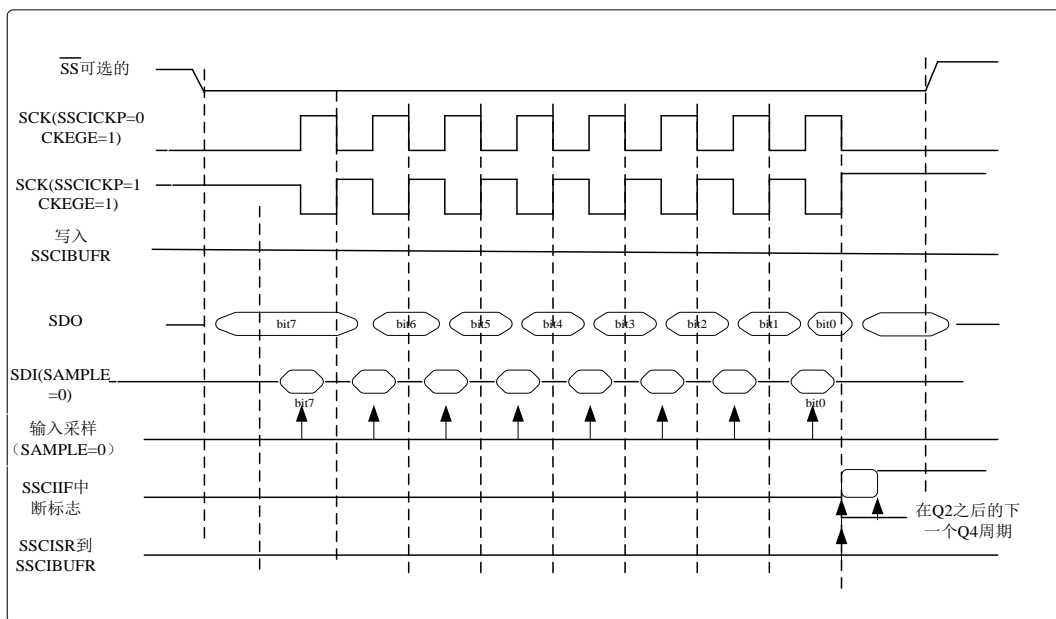 SS可选的
SCK(SSCICKP=0
CKEGE=1)
SCK(SSCICKP=1
CKEGE=1)
写入
SSCIBUFR
SDO
bit7
bit6
bit5
bit4
bit3
bit2
bit1
bit0
SDI(SAMPLE
=0)
bit7
bit0
输入采样
（SAMPLE=0）
SSCIIF中
断标志
在Q2之后的下
一个Q4周期
SSCISR到
SSCIBUFR